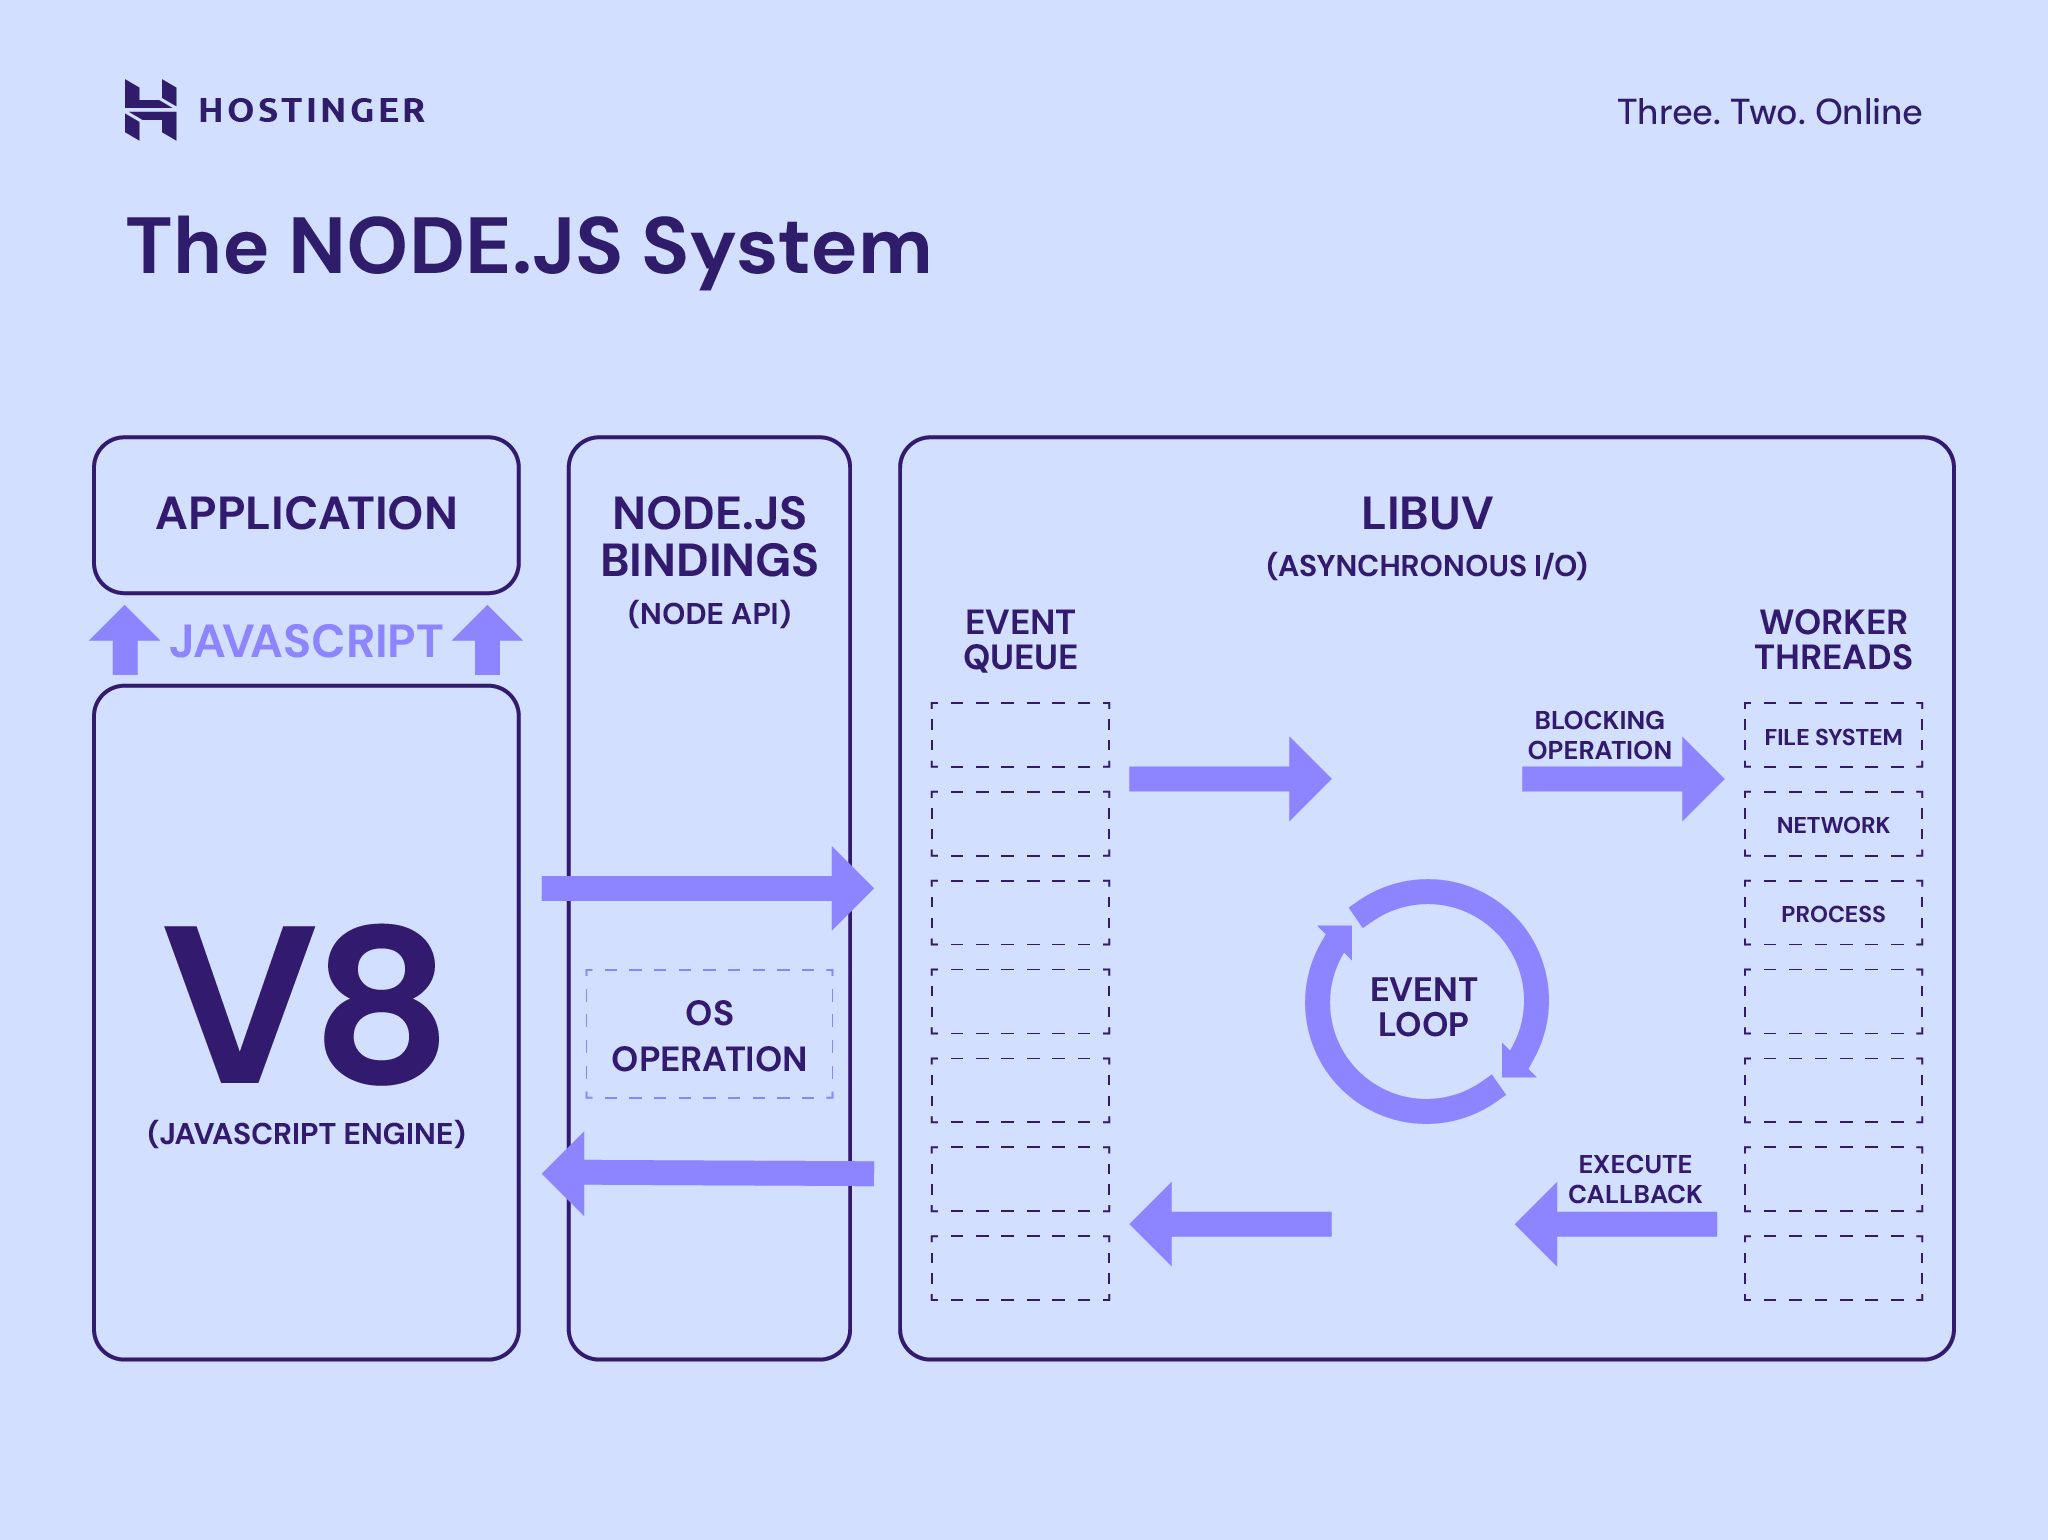 HOSTINGER
Three. Two. Online
The NODE.JS System
APPLICATION
JAVASCRIPT
V8
(JAVASCRIPT ENGINE)
NODE.JS
BINDINGS
(NODE API)
OS
OPERATION
LIBUV
(ASYNCHRONOUS I/O)
EVENT
QUEUE
EVENT
LOOP
BLOCKING
OPERATION
EXECUTE
CALLBACK
WORKER
THREADS
FILE SYSTEM
NETWORK
PROCESS